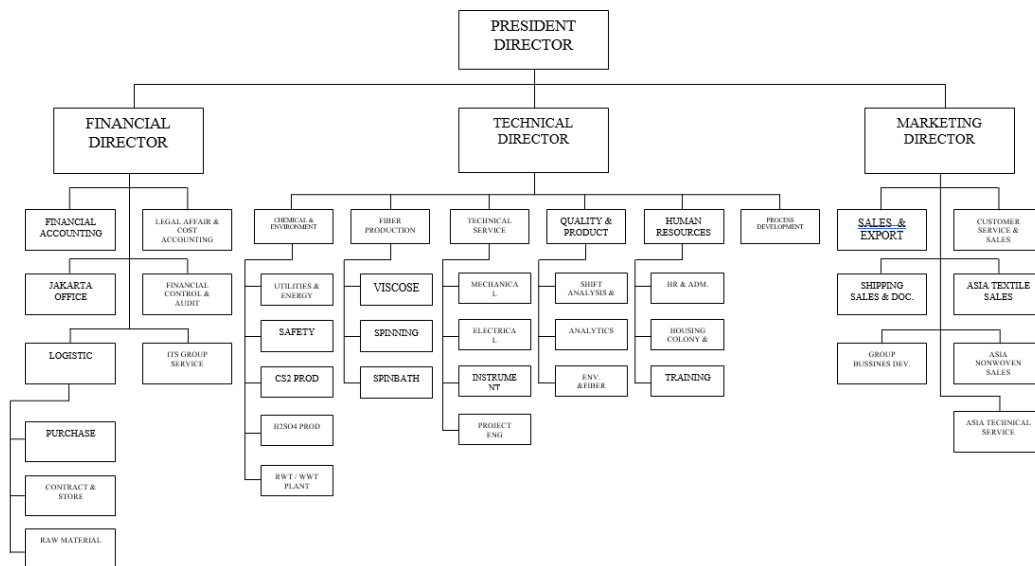 PRESIDENT
DIRECTOR
FINANCIAL
DIRECTOR
TECHNICAL
DIRECTOR
MARKETING
DIRECTOR
FINANCIAL
ACCOUNTING
LEGAL AFFAIR &
COST
ACCOUNTING
CHEMICAL &
ENVIRONMENT
FIBER
PRODUCTION
TECHNICAL
SERVICE
QUALITY &
PRODUCT
HUMAN
RESOURCES
PROCESS
DEVELOPMENT
SALES &
EXPORT
CUSTOMER
SERVICE &
SALES
JAKARTA
OFFICE
FINANCIAL
CONTROL &
AUDIT
UTILITIES &
ENERGY
VISCOSE
MECHANICA
L
SHIFT
ANALYSIS &
HR & ADM.
SHIPPING
SALES & DOC.
ASIA TEXTILE
SALES
LOGISTIC
ITS GROUP
SERVICE
SAFETY
SPINNING
ELECTRICA
L
ANALYTICS
HOUSING
COLONY &
GROUP
BUSSINES DEV.
ASIA
NONWOVEN
SALES
CS2 PROD
SPINBATH
INSTRUME
NT
ENV.
&FIBER
TRAINING
PURCHASE
H2SO4 PROD
PROJECT
ENG
ASIA TECHNICAL
SERVICE
CONTRACT &
STORE
RWT / WWT
PLANT
RAW MATERIAL